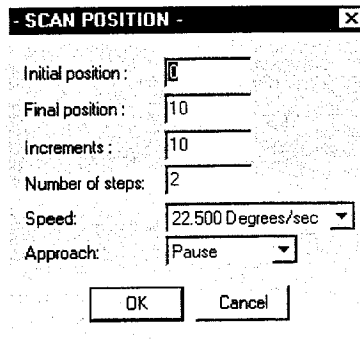 - SCAN POSITION -
Initial position : 0
Final position : 10
Increments : 10
Number of steps: 2
Speed: 22.500 Degrees/sec
Approach: Pause
OK Cancel